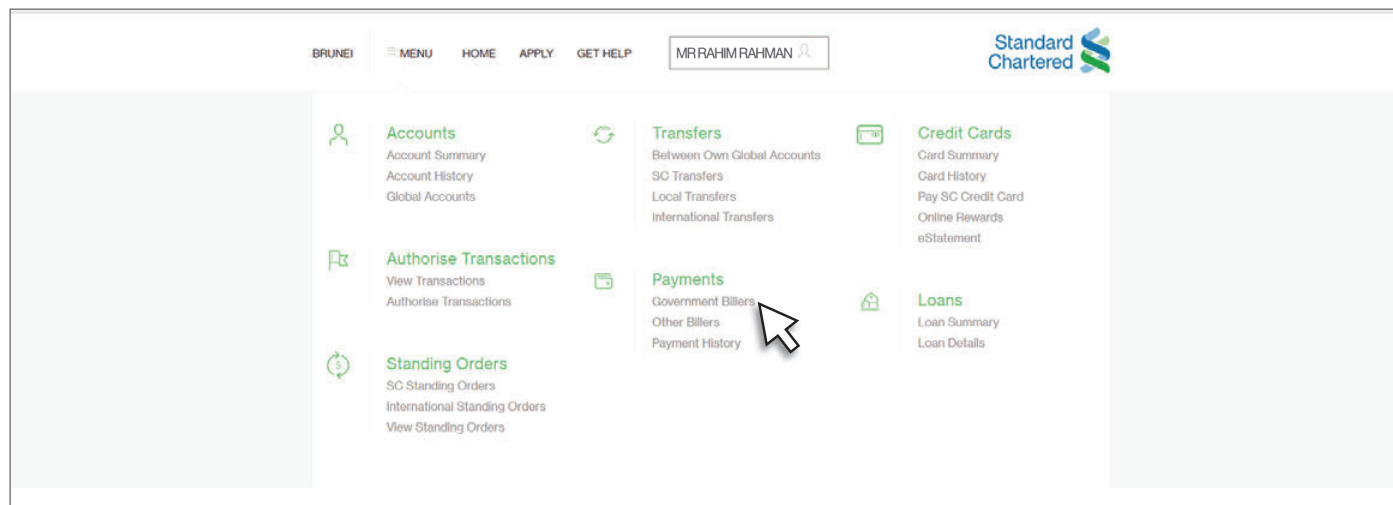 BRUNEI
MENU
HOME
APPLY
GET HELP
MR RAHIM RAHMAN
Standard
Chartered
Accounts
Account Summary
Account History
Global Accounts
Authorise Transactions
View Transactions
Authorise Transactions
Standing Orders
SC Standing Orders
International Standing Orders
View Standing Orders
Transfers
Between Own Global Accounts
SC Transfers
Local Transfers
International Transfers
Payments
Government Billers
Other Billers
Payment History
Credit Cards
Card Summary
Card History
Pay SC Credit Card
Online Rewards
eStatement
Loans
Loan Summary
Loan Details